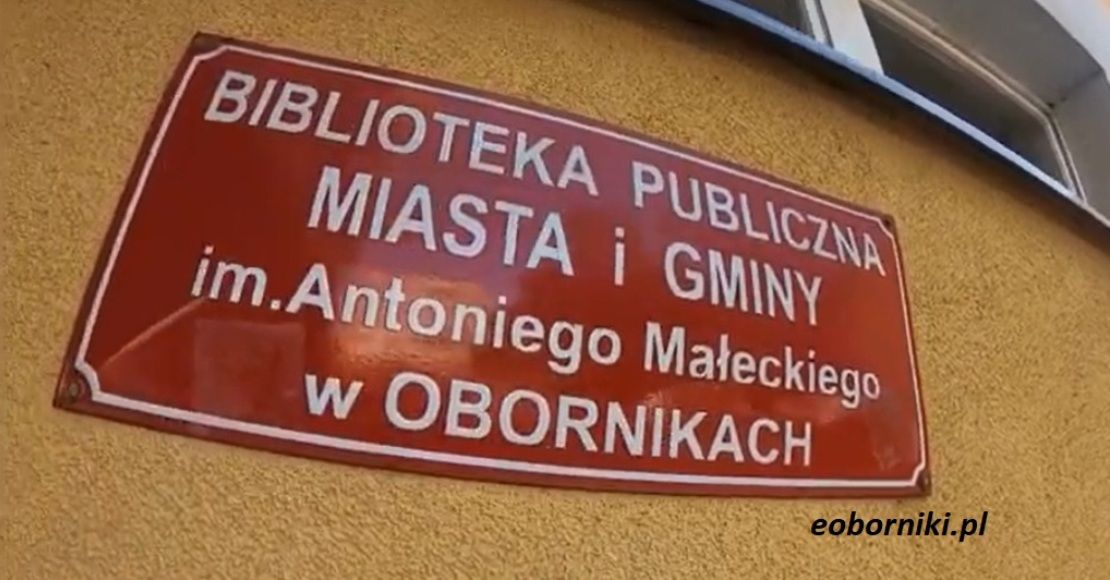 BIBLIOTEKA PUBLICZNA
MIASTA i GMINY
im.Antoniego Małeckiego
w OBORNIKACH
eoborniki.pl